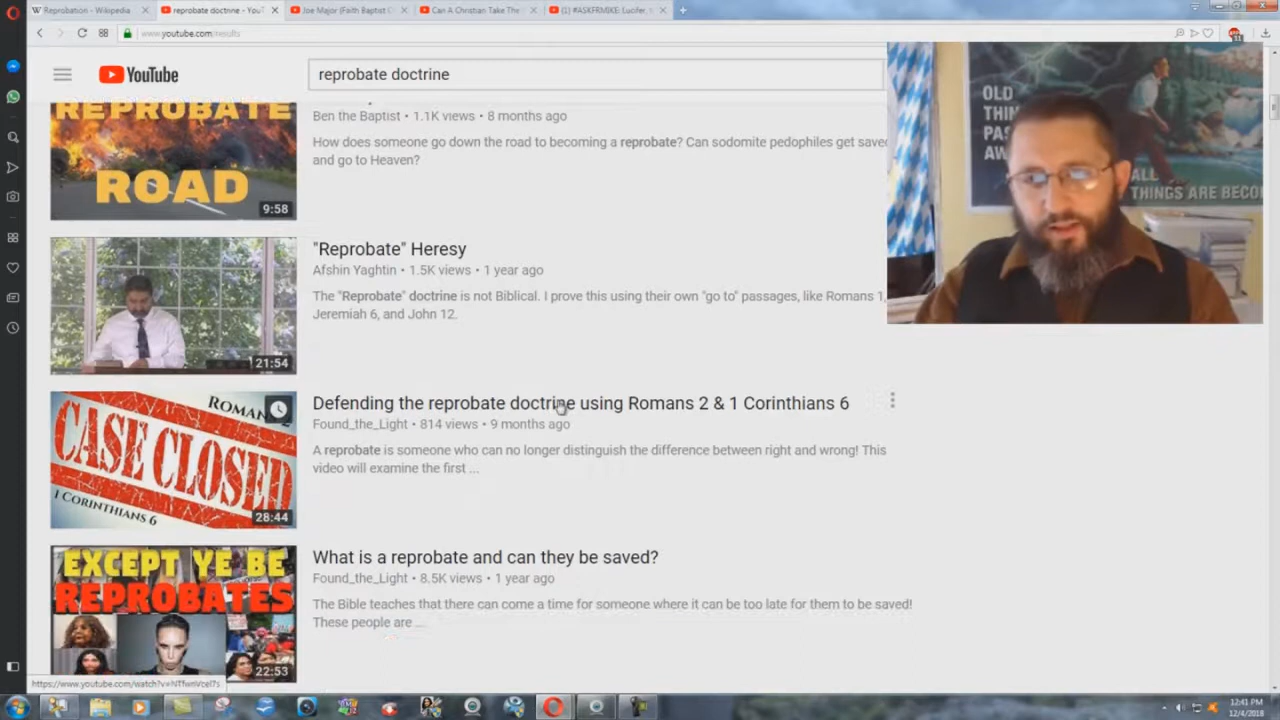 Reprobation - Wikipedia
reprobate doctrine - YouT
Joe Major (Faith Baptist C
Can A Christian Take The
(1) #ASKFRMIKE: Lucifer,
www.youtube.com/results
11
YouTube
reprobate doctrine
OLD
THIN
PAS
AW
ALL
THINGS ARE BECO
REPROBATE
ROAD
9:58
Ben the Baptist • 1.1K views • 8 months ago
How does someone go down the road to becoming a reprobate? Can sodomite pedophiles get saved
and go to Heaven?
21:54
"Reprobate" Heresy
Afshin Yaghtin • 1.5K views • 1 year ago
The "Reprobate" doctrine is not Biblical. I prove this using their own "go to" passages, like Romans 1,
Jeremiah 6, and John 12.
CASE CLOSED
1 CORINTHIANS 6
28:44
Defending the reprobate doctrine using Romans 2 & 1 Corinthians 6
Found_the_Light • 814 views • 9 months ago
A reprobate is someone who can no longer distinguish the difference between right and wrong! This
video will examine the first ...
EXCEPT YE BE
REPROBATES
22:53
What is a reprobate and can they be saved?
Found_the_Light • 8.5K views • 1 year ago
The Bible teaches that there can come a time for someone where it can be too late for them to be saved!
These people are ...
12:41 PM
12/4/2018